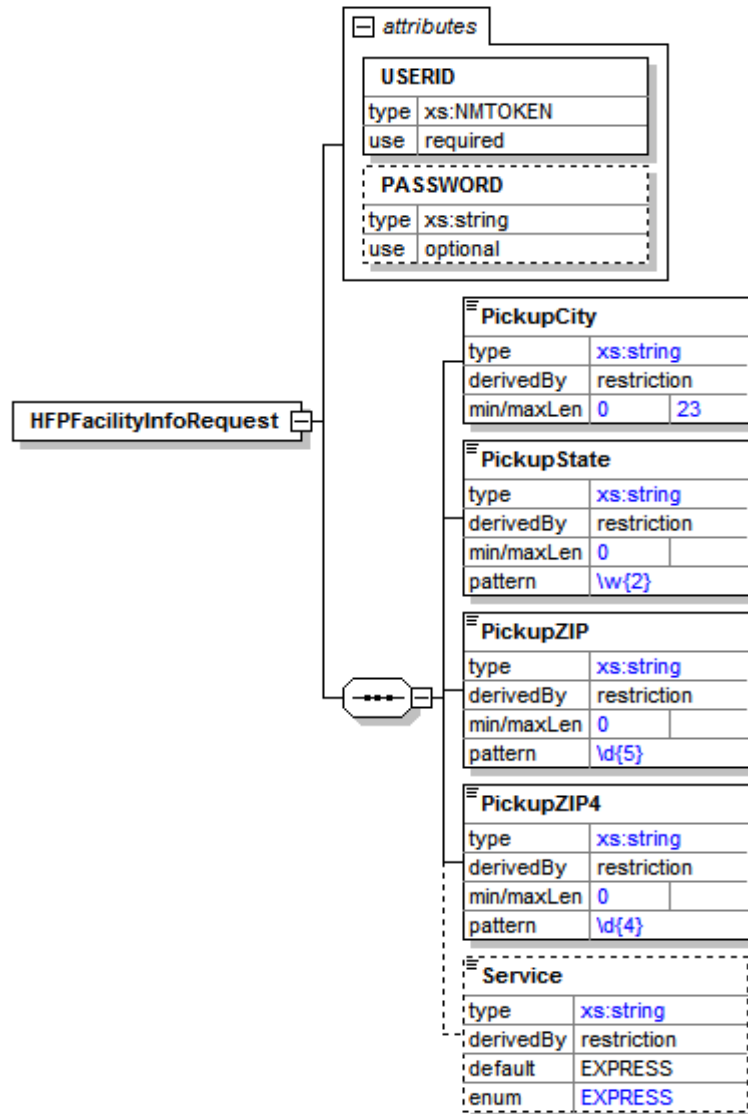 attributes
USERID
type xs:NMTOKEN
use required
PASSWORD
type xs:string
use optional
HFPFacilityInfoRequest
PickupCity
type xs:string
derivedBy restriction
min/maxLen 0 23
PickupState
type xs:string
derivedBy restriction
min/maxLen 0
pattern \w{2}
PickupZIP
type xs:string
derivedBy restriction
min/maxLen 0
pattern \d{5}
PickupZIP4
type xs:string
derivedBy restriction
min/maxLen 0
pattern \d{4}
Service
type xs:string
derivedBy restriction
default EXPRESS
enum EXPRESS